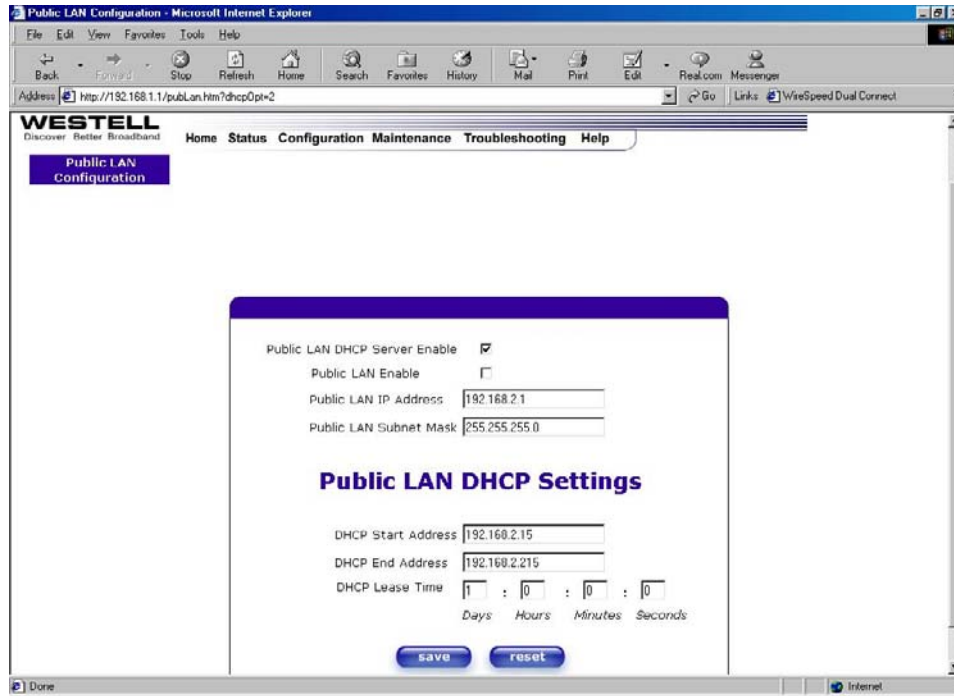 Public LAN Configuration - Microsoft Internet Explorer
File Edit View Favorites Tools Help
Back Forward Stop Refresh Home Search Favorites History Mail Print Edit Real.com Messenger
Address http://192.168.1.1/pubLan.htm?dhcpOpt=2 Go Links WireSpeed Dual Connect
WESTELL
Discover Better Broadband
Home Status Configuration Maintenance Troubleshooting Help
Public LAN
Configuration
Public LAN DHCP Server Enable
Public LAN Enable
Public LAN IP Address 192.168.2.1
Public LAN Subnet Mask 255.255.255.0
Public LAN DHCP Settings
DHCP Start Address 192.168.2.15
DHCP End Address 192.168.2.215
DHCP Lease Time 1 : 0 : 0 : 0
Days Hours Minutes Seconds
save reset
Done Internet